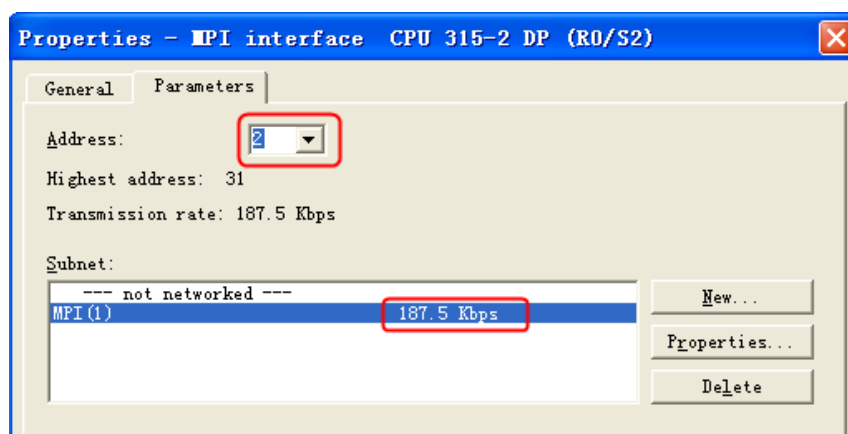 Properties - MPI interface  CPU 315-2 DP (R0/S2)
General Parameters
Address: 2
Highest address: 31
Transmission rate: 187.5 Kbps
Subnet:
--- not networked ---
MPI(1) 187.5 Kbps
New...
Properties...
Delete